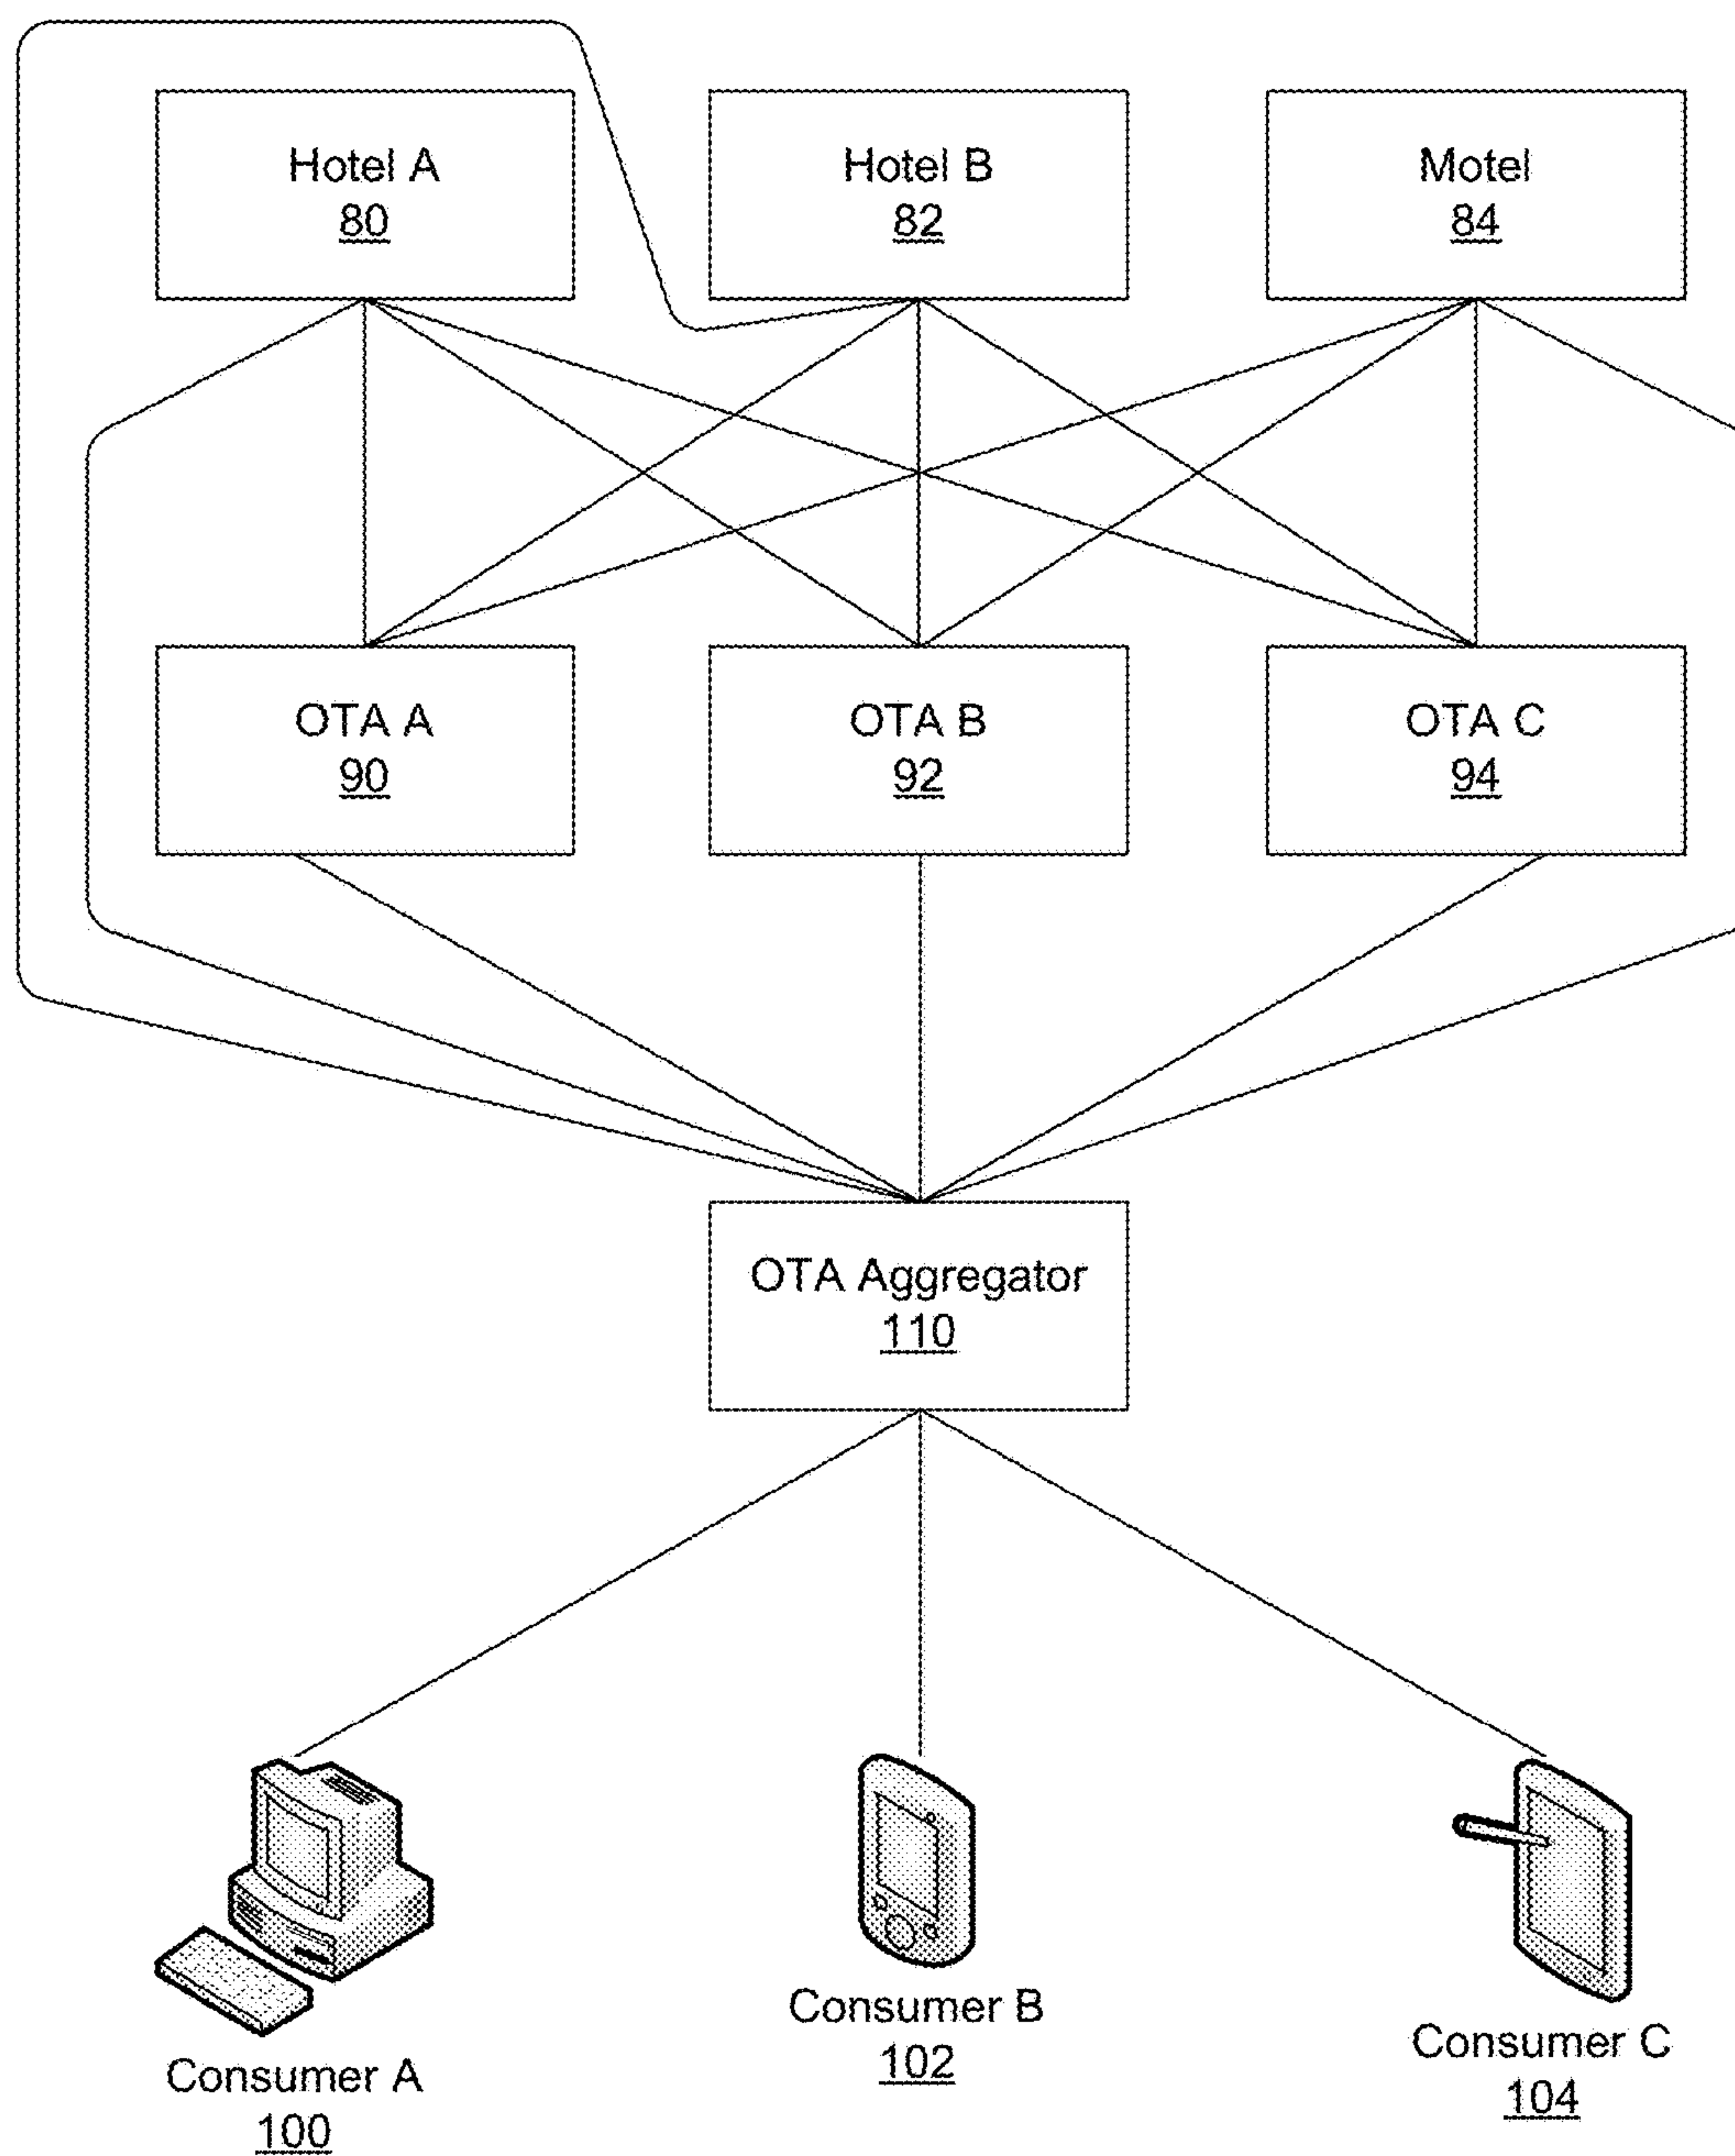 Hotel A
80
Hotel B
82
Motel
84
OTA A
90
OTA B
92
OTA C
94
OTA Aggregator
110
Consumer A
100
Consumer B
102
Consumer C
104